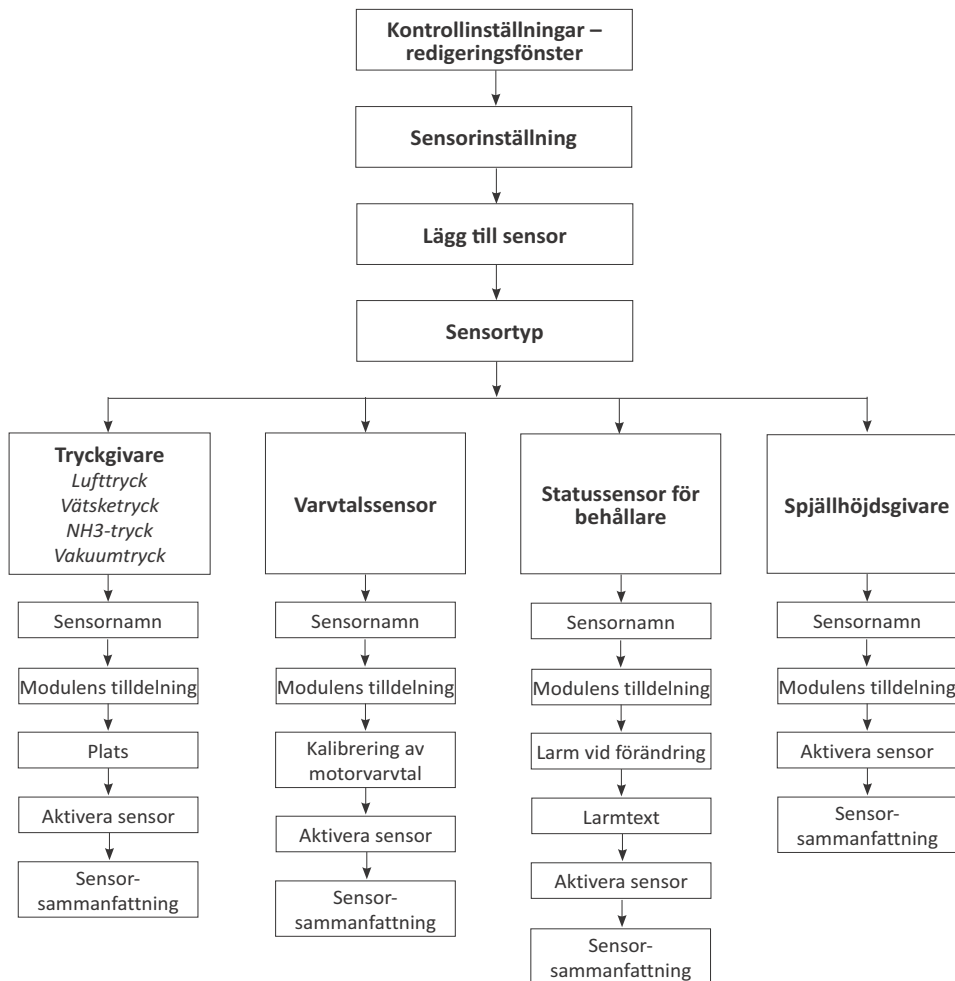 Kontrollinställningar –
redigeringsfönster
Sensorinställning
Lägg till sensor
Sensortyp
Tryckgivare
Lufttryck
Vätsketryck
NH3-tryck
Vakuumtryck
Sensornamn
Modulens tilldelning
Plats
Aktivera sensor
Sensor-
sammanfattning
Varvtalssensor
Sensornamn
Modulens tilldelning
Kalibrering av
motorvarvtal
Aktivera sensor
Sensor-
sammanfattning
Statussensor för
behållare
Sensornamn
Modulens tilldelning
Larm vid förändring
Larmtext
Aktivera sensor
Sensor-
sammanfattning
Spjällhöjdsgivare
Sensornamn
Modulens tilldelning
Aktivera sensor
Sensor-
sammanfattning